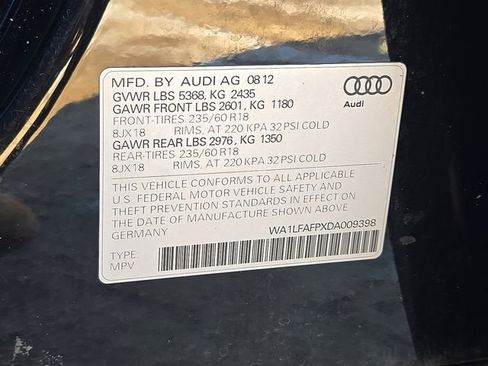 MFD. BY AUDI AG 08 12
GVWR LBS 5368, KG 2435
GAWR FRONT LBS 2601, KG 1180
FRONT-TIRES 235/60 R18
8JX18 RIMS, AT 220 KPA 32 PSI COLD
GAWR REAR LBS 2976, KG 1350
REAR-TIRES 235/60 R18
8JX18 RIMS, AT 220 KPA 32 PSI COLD
Audi
THIS VEHICLE CONFORMS TO ALL APPLICABLE
U.S. FEDERAL MOTOR VEHICLE SAFETY AND
THEFT PREVENTION STANDARDS IN EFFECT ON
THE DATE OF MANUFACTURE SHOWN ABOVE
GERMANY
WA1LFAFPXDA009398
TYPE:
MPV